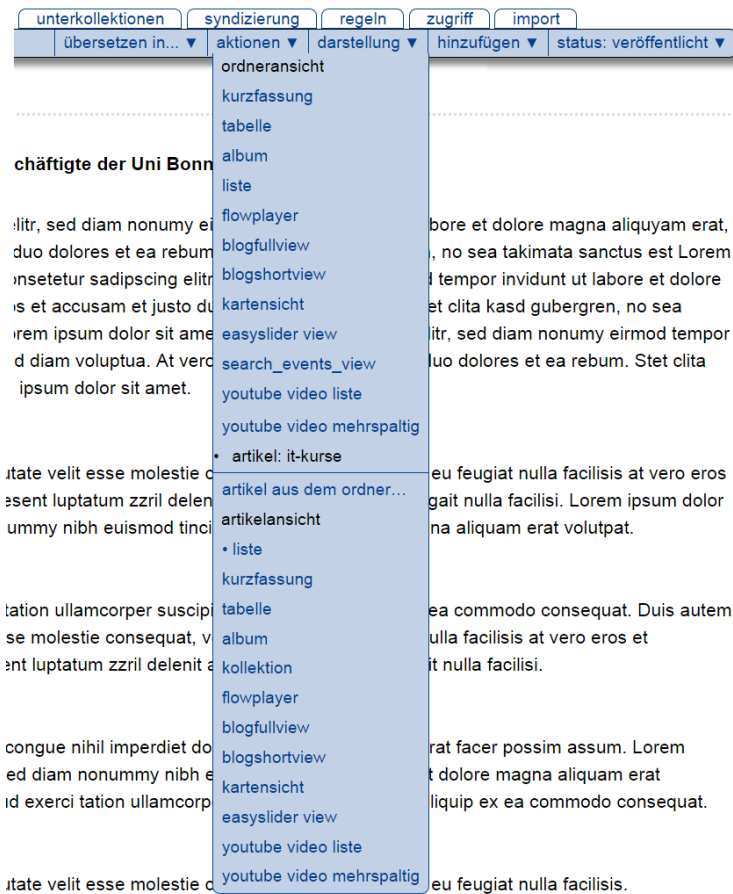 unterkollektionen syndizierung regeln zugriff import
übersetzen in... ▼ aktionen ▼ darstellung ▼ hinzufügen ▼ status: veröffentlicht ▼
ordneransicht
kurzfassung
tabelle
album
liste
flowplayer
blogfullview
blogshortview
kartensicht
easyslider view
search_events_view
youtube video liste
youtube video mehrspaltig
• artikel: it-kurse
artikel aus dem ordner…
artikelansicht
• liste
kurzfassung
tabelle
album
kollektion
flowplayer
blogfullview
blogshortview
kartensicht
easyslider view
youtube video liste
youtube video mehrspaltig
chäftigte der Uni Bonn
elitr, sed diam nonumy ei bore et dolore magna aliquyam erat,
duo dolores et ea rebum , no sea takimata sanctus est Lorem
onsetetur sadipscing elitr d tempor invidunt ut labore et dolore
os et accusam et justo du et clita kasd gubergren, no sea
orem ipsum dolor sit ame litr, sed diam nonumy eirmod tempor
d diam voluptua. At vero duo dolores et ea rebum. Stet clita
ipsum dolor sit amet.
utate velit esse molestie c eu feugiat nulla facilisis at vero eros
esent luptatum zzril delen gait nulla facilisi. Lorem ipsum dolor
ummy nibh euismod tinci na aliquam erat volutpat.
tation ullamcorper suscipi ea commodo consequat. Duis autem
se molestie consequat, v ulla facilisis at vero eros et
ent luptatum zzril delenit a it nulla facilisi.
congue nihil imperdiet do rat facer possim assum. Lorem
ed diam nonummy nibh e t dolore magna aliquam erat
ud exerci tation ullamcorp liquip ex ea commodo consequat.
utate velit esse molestie c eu feugiat nulla facilisis.